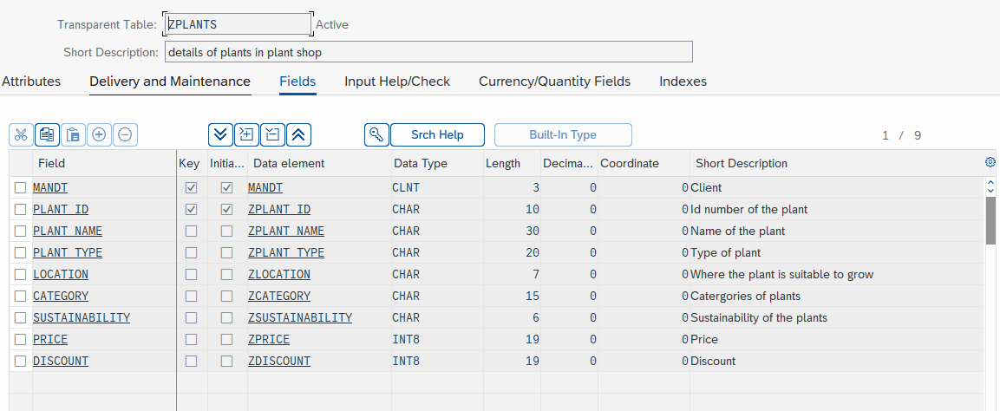 Transparent Table: ZPLANTS Active
Short Description: details of plants in plant shop
Attributes Delivery and Maintenance Fields Input Help/Check Currency/Quantity Fields Indexes
Srch Help Built-In Type 1 / 9
Field Key Initia... Data element Data Type Length Decima... Coordinate Short Description
MANDT MANDT CLNT 3 0 0 Client
PLANT_ID ZPLANT_ID CHAR 10 0 0 Id number of the plant
PLANT_NAME ZPLANT_NAME CHAR 30 0 0 Name of the plant
PLANT_TYPE ZPLANT_TYPE CHAR 20 0 0 Type of plant
LOCATION ZLOCATION CHAR 7 0 0 Where the plant is suitable to grow
CATEGORY ZCATEGORY CHAR 15 0 0 Catergories of plants
SUSTAINABILITY ZSUSTAINABILITY CHAR 6 0 0 Sustainability of the plants
PRICE ZPRICE INT8 19 0 0 Price
DISCOUNT ZDISCOUNT INT8 19 0 0 Discount